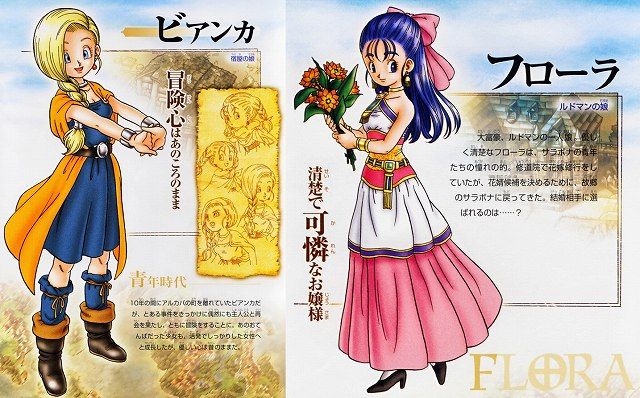 ビアンカ
宿屋の娘
冒険心はあのころのまま
青年時代
10年の間にアルカパの町を離れていたビアンカだ
が、とある事件をきっかけに偶然にも主人公と再
会を果たし、ともに冒険をすることに。あのおて
んばだった少女も、活発でしっかりした女性へ
と成長したが、優しい心は昔のままだ。
フローラ
ルドマンの娘
大富豪、ルドマンの一人娘。優し
く清楚なフローラは、サラボナの青年
たちの憧れの的。修道院で花嫁修行をし
ていたが、花婿候補を決めるために、故郷
のサラボナに戻ってきた。結婚相手に選
ばれるのは……？
清楚で可憐なお嬢様
FLORA